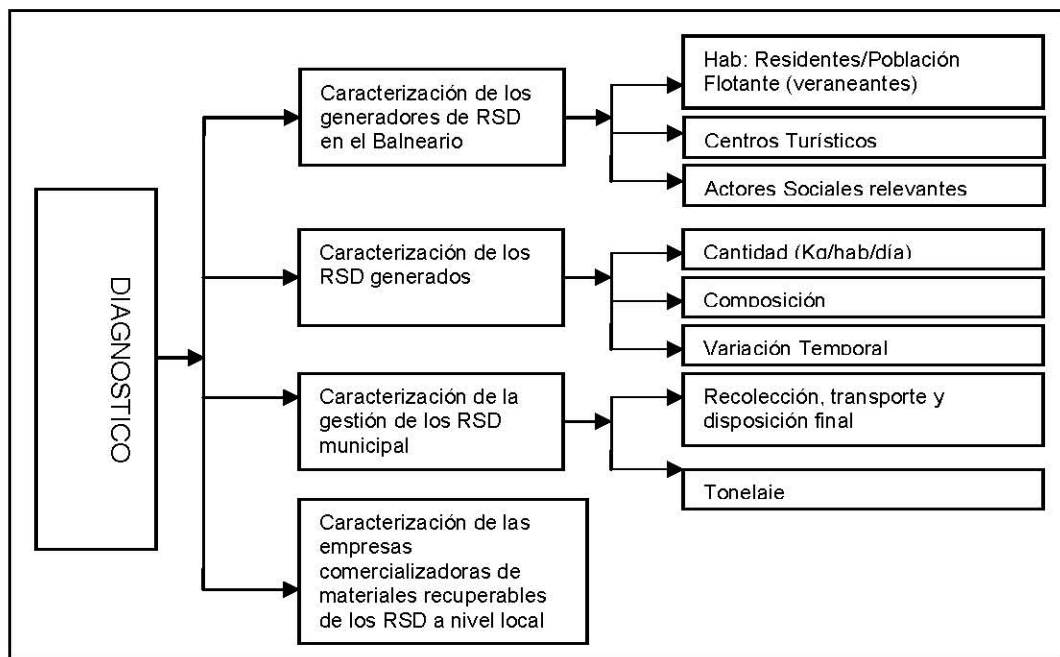 DIAGNOSTICO
Caracterización de los
generadores de RSD
en el Balneario
Hab: Residentes/Población
Flotante (veraneantes)
Centros Turísticos
Actores Sociales relevantes
Caracterización de los
RSD generados
Cantidad (Kg/hab/día)
Composición
Variación Temporal
Caracterización de la
gestión de los RSD
municipal
Recolección, transporte y
disposición final
Tonelaje
Caracterización de las
empresas
comercializadoras de
materiales recuperables
de los RSD a nivel local